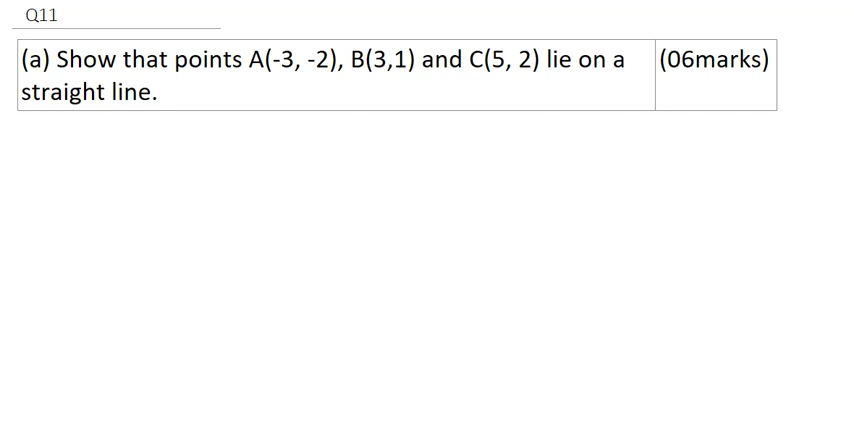 Q11
(a) Show that points A(-3, -2), B(3,1) and C(5, 2) lie on a (06marks)
straight line.